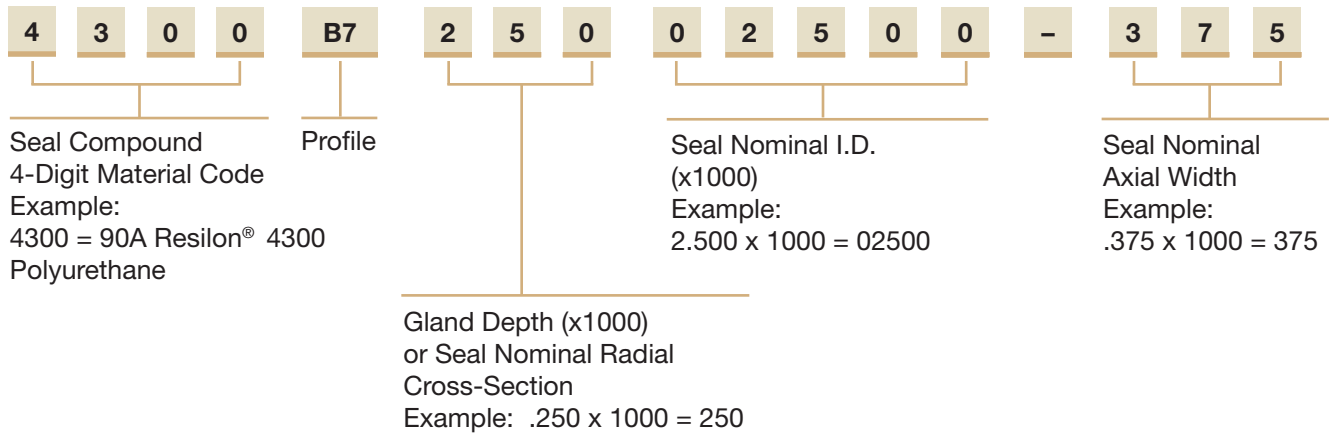 4 3 0 0 B7 2 5 0 0 2 5 0 0 – 3 7 5
Seal Compound
4-Digit Material Code
Example:
4300 = 90A Resilon® 4300
Polyurethane
Profile
Gland Depth (x1000)
or Seal Nominal Radial
Cross-Section
Example: .250 x 1000 = 250
Seal Nominal I.D.
(x1000)
Example:
2.500 x 1000 = 02500
Seal Nominal
Axial Width
Example:
.375 x 1000 = 375